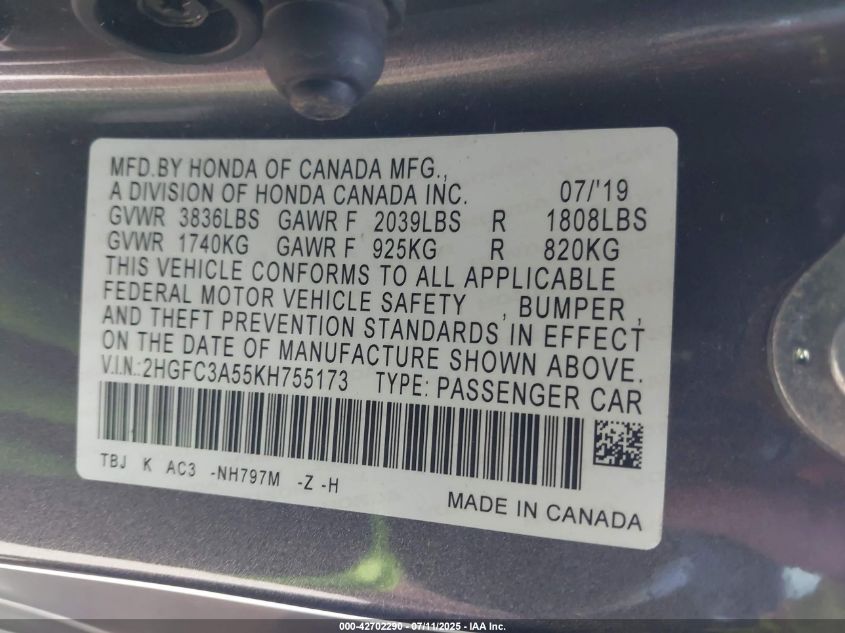 MFD.BY HONDA OF CANADA MFG.,
A DIVISION OF HONDA CANADA INC. 07/'19
GVWR 3836LBS GAWR F 2039LBS R 1808LBS
GVWR 1740KG GAWR F 925KG R 820KG
THIS VEHICLE CONFORMS TO ALL APPLICABLE
FEDERAL MOTOR VEHICLE SAFETY , BUMPER ,
AND THEFT PREVENTION STANDARDS IN EFFECT
ON THE DATE OF MANUFACTURE SHOWN ABOVE.
V.I.N.:2HGFC3A55KH755173 TYPE: PASSENGER CAR
TBJ K AC3 -NH797M -Z -H
MADE IN CANADA
000-42702290 - 07/11/2025 - IAA Inc.